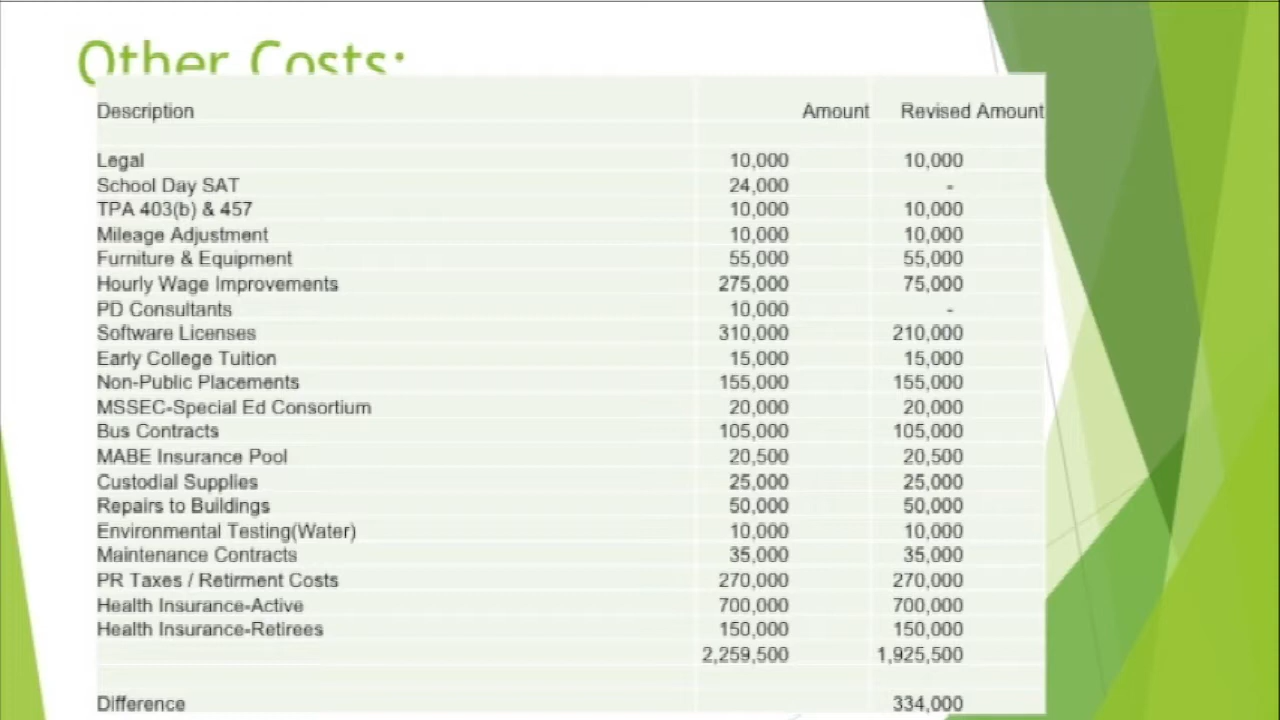 Other Costs:
Description Amount Revised Amount
Legal 10,000 10,000
School Day SAT 24,000 -
TPA 403(b) & 457 10,000 10,000
Mileage Adjustment 10,000 10,000
Furniture & Equipment 55,000 55,000
Hourly Wage Improvements 275,000 75,000
PD Consultants 10,000 -
Software Licenses 310,000 210,000
Early College Tuition 15,000 15,000
Non-Public Placements 155,000 155,000
MSSEC-Special Ed Consortium 20,000 20,000
Bus Contracts 105,000 105,000
MABE Insurance Pool 20,500 20,500
Custodial Supplies 25,000 25,000
Repairs to Buildings 50,000 50,000
Environmental Testing(Water) 10,000 10,000
Maintenance Contracts 35,000 35,000
PR Taxes / Retirment Costs 270,000 270,000
Health Insurance-Active 700,000 700,000
Health Insurance-Retirees 150,000 150,000
2,259,500 1,925,500
Difference 334,000